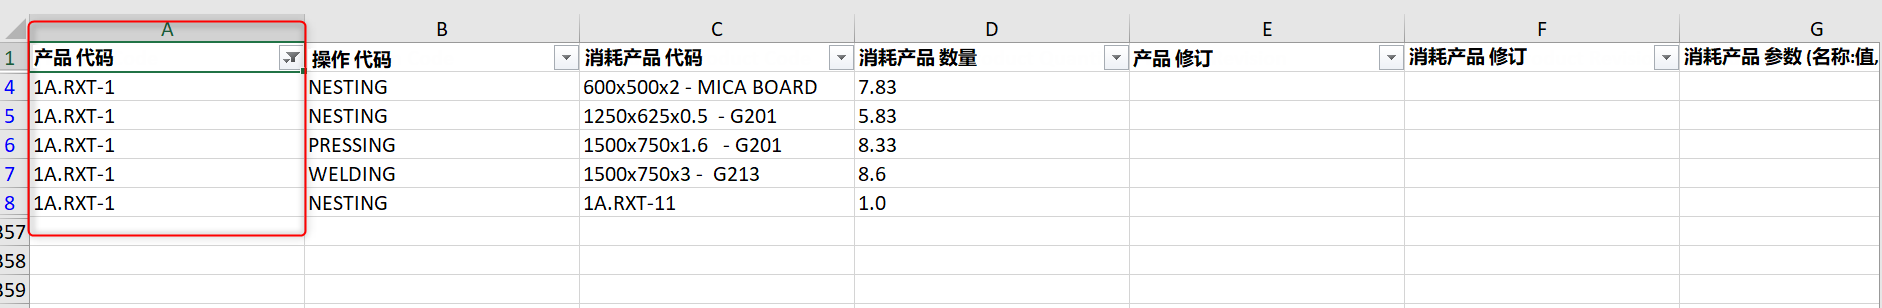 A B C D E F G
1 产品 代码 操作 代码 消耗产品 代码 消耗产品 数量 产品 修订 消耗产品 修订 消耗产品 参数 (名称:值,
4 1A.RXT-1 NESTING 600x500x2 - MICA BOARD 7.83
5 1A.RXT-1 NESTING 1250x625x0.5  - G201 5.83
6 1A.RXT-1 PRESSING 1500x750x1.6   - G201 8.33
7 1A.RXT-1 WELDING 1500x750x3 -  G213 8.6
8 1A.RXT-1 NESTING 1A.RXT-11 1.0
357
358
359